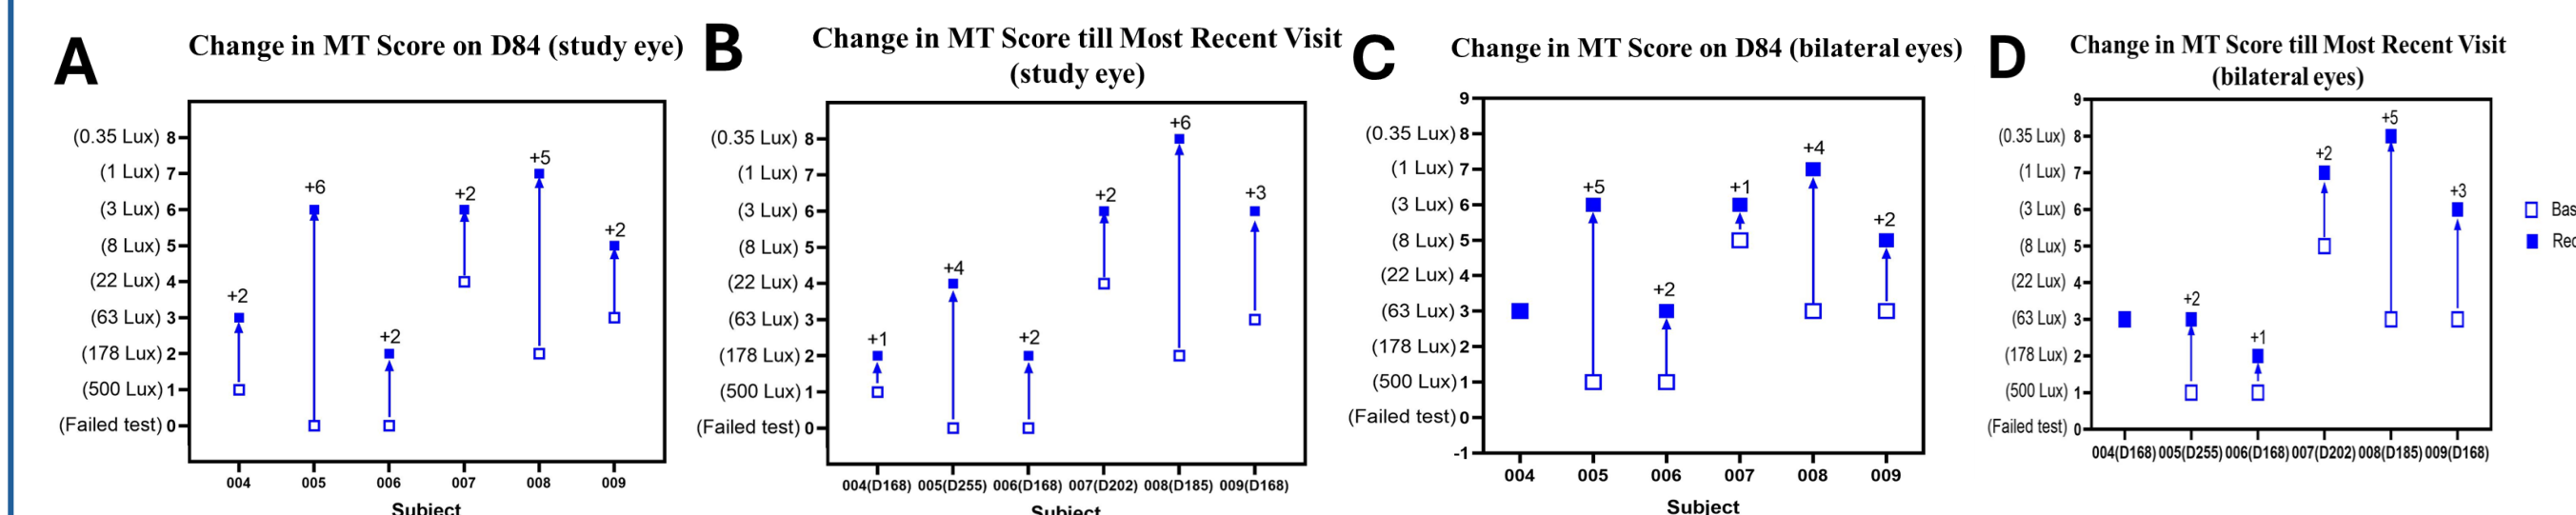 A
Change in MT Score on D84 (study eye)
(0.35 Lux) 8
(1 Lux) 7
(3 Lux) 6
(8 Lux) 5
(22 Lux) 4
(63 Lux) 3
(178 Lux) 2
(500 Lux) 1
(Failed test) 0
+2
+6
+2
+2
+5
+2
004 005 006 007 008 009
Subject
B
Change in MT Score till Most Recent Visit
(study eye)
(0.35 Lux) 8
(1 Lux) 7
(3 Lux) 6
(8 Lux) 5
(22 Lux) 4
(63 Lux) 3
(178 Lux) 2
(500 Lux) 1
(Failed test) 0
+1
+4
+2
+2
+6
+3
004(D168) 005(D255) 006(D168) 007(D202) 008(D185) 009(D168)
Subject
C
Change in MT Score on D84 (bilateral eyes)
9
(0.35 Lux) 8
(1 Lux) 7
(3 Lux) 6
(8 Lux) 5
(22 Lux) 4
(63 Lux) 3
(178 Lux) 2
(500 Lux) 1
(Failed test) 0
-1
+5
+2
+1
+4
+2
004 005 006 007 008 009
Subject
D
Change in MT Score till Most Recent Visit
(bilateral eyes)
9
(0.35 Lux) 8
(1 Lux) 7
(3 Lux) 6
(8 Lux) 5
(22 Lux) 4
(63 Lux) 3
(178 Lux) 2
(500 Lux) 1
(Failed test) 0
+2
+1
+2
+5
+3
004(D168) 005(D255) 006(D168) 007(D202) 008(D185) 009(D168)
Bas
Rec